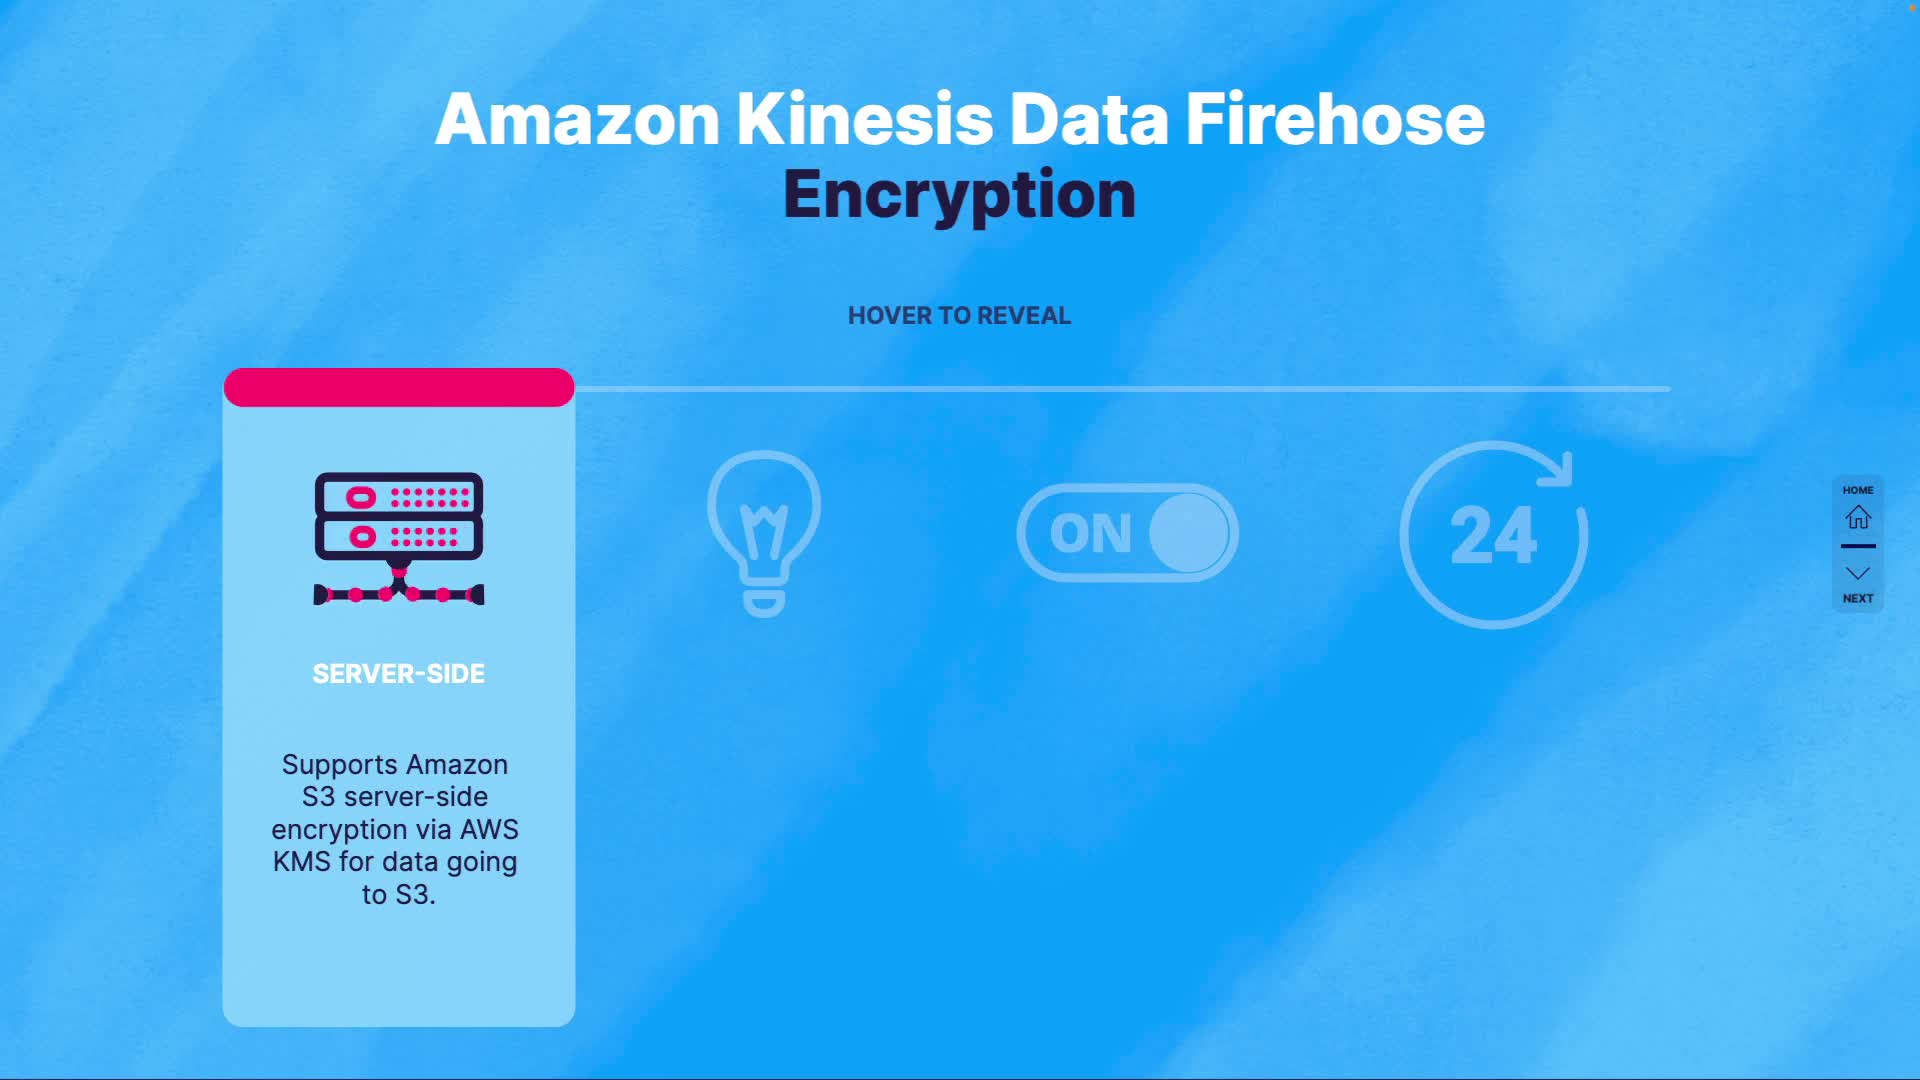 Amazon Kinesis Data Firehose
Encryption
HOVER TO REVEAL
ON
24
SERVER-SIDE
Supports Amazon
S3 server-side
encryption via AWS
KMS for data going
to S3.
HOME
NEXT